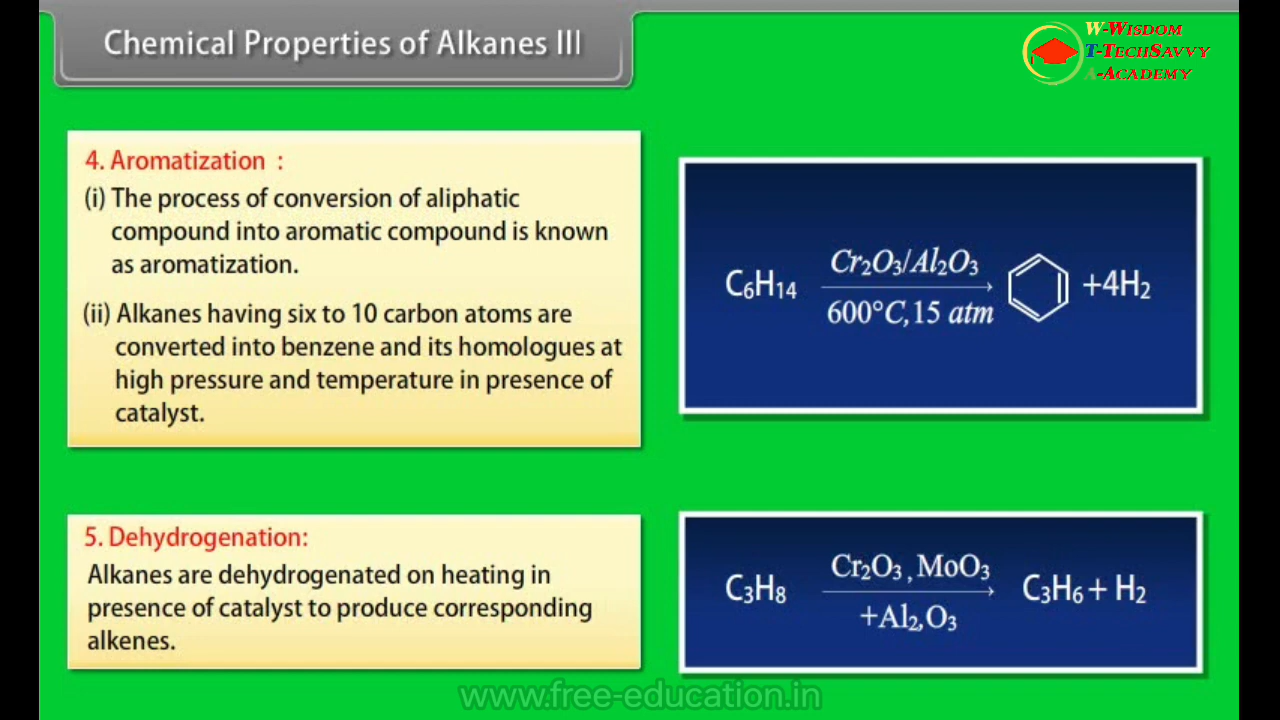 Chemical Properties of Alkanes III
W-Wisdom
T-TechSavvy
A-Academy
4. Aromatization :
(i) The process of conversion of aliphatic
compound into aromatic compound is known
as aromatization.
(ii) Alkanes having six to 10 carbon atoms are
converted into benzene and its homologues at
high pressure and temperature in presence of
catalyst.
Cr₂O₃/Al₂O₃
C₆H₁₄ → +4H₂
600°C,15 atm
5. Dehydrogenation:
Alkanes are dehydrogenated on heating in
presence of catalyst to produce corresponding
alkenes.
Cr₂O₃ , MoO₃
C₃H₈ → C₃H₆ + H₂
+Al₂,O₃
www.free-education.in